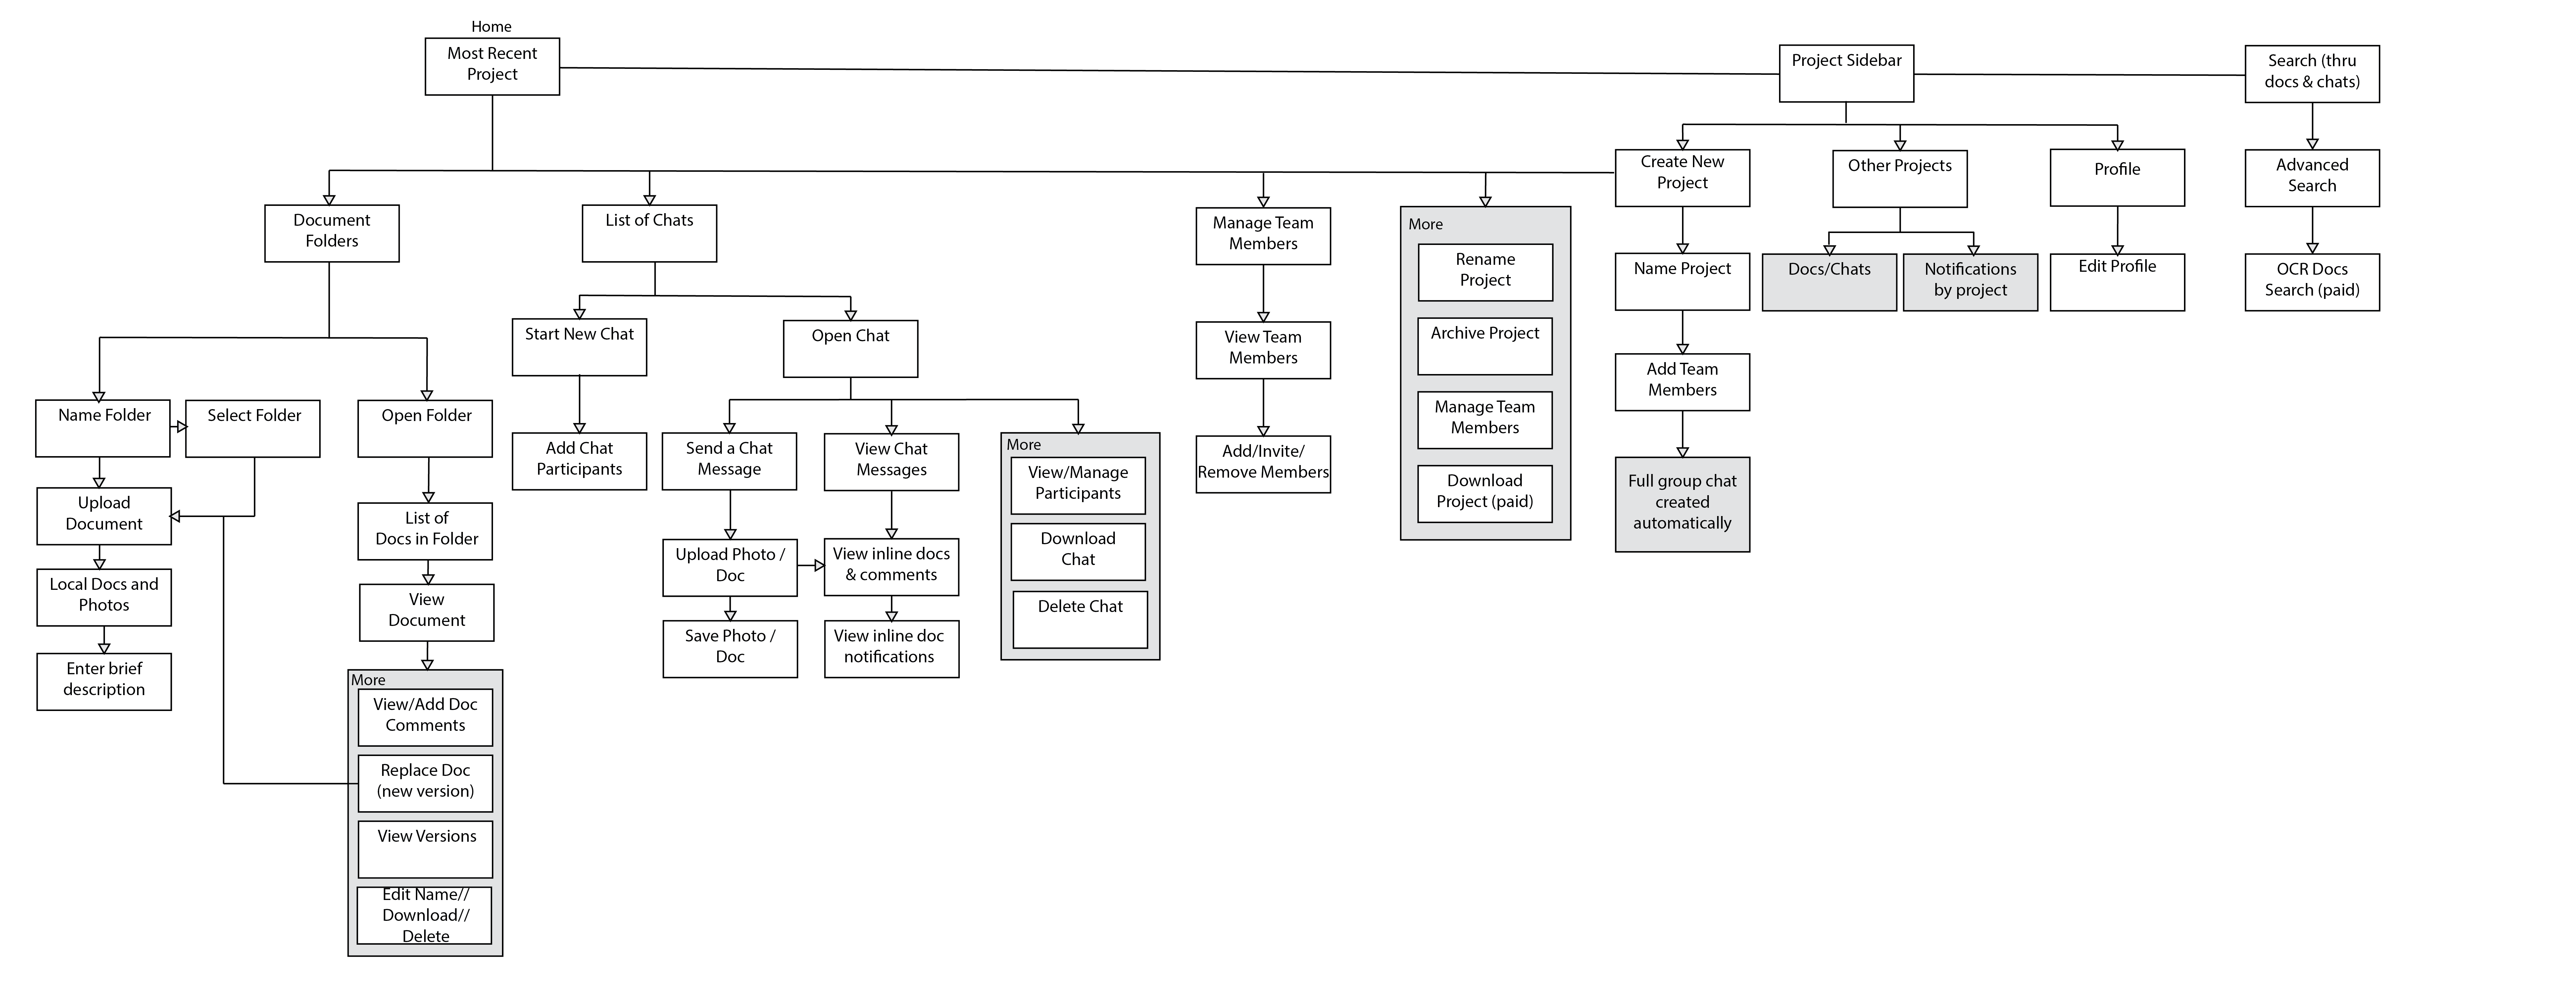 Home
Most Recent
Project
Project Sidebar
Search (thru
docs & chats)
Create New
Project
Other Projects
Profile
Advanced
Search
Document
Folders
List of Chats
Manage Team
Members
More
Rename
Project
Archive Project
Manage Team
Members
Download
Project (paid)
Name Project
Docs/Chats
Notifications
by project
Edit Profile
OCR Docs
Search (paid)
Start New Chat
Open Chat
View Team
Members
Add Team
Members
Name Folder
Select Folder
Open Folder
Add Chat
Participants
Send a Chat
Message
View Chat
Messages
More
View/Manage
Participants
Download
Chat
Delete Chat
Add/Invite/
Remove Members
Full group chat
created
automatically
Upload
Document
List of
Docs in Folder
Upload Photo /
Doc
View inline docs
& comments
Local Docs and
Photos
View
Document
Save Photo /
Doc
View inline doc
notifications
Enter brief
description
More
View/Add Doc
Comments
Replace Doc
(new version)
View Versions
Edit Name//
Download//
Delete